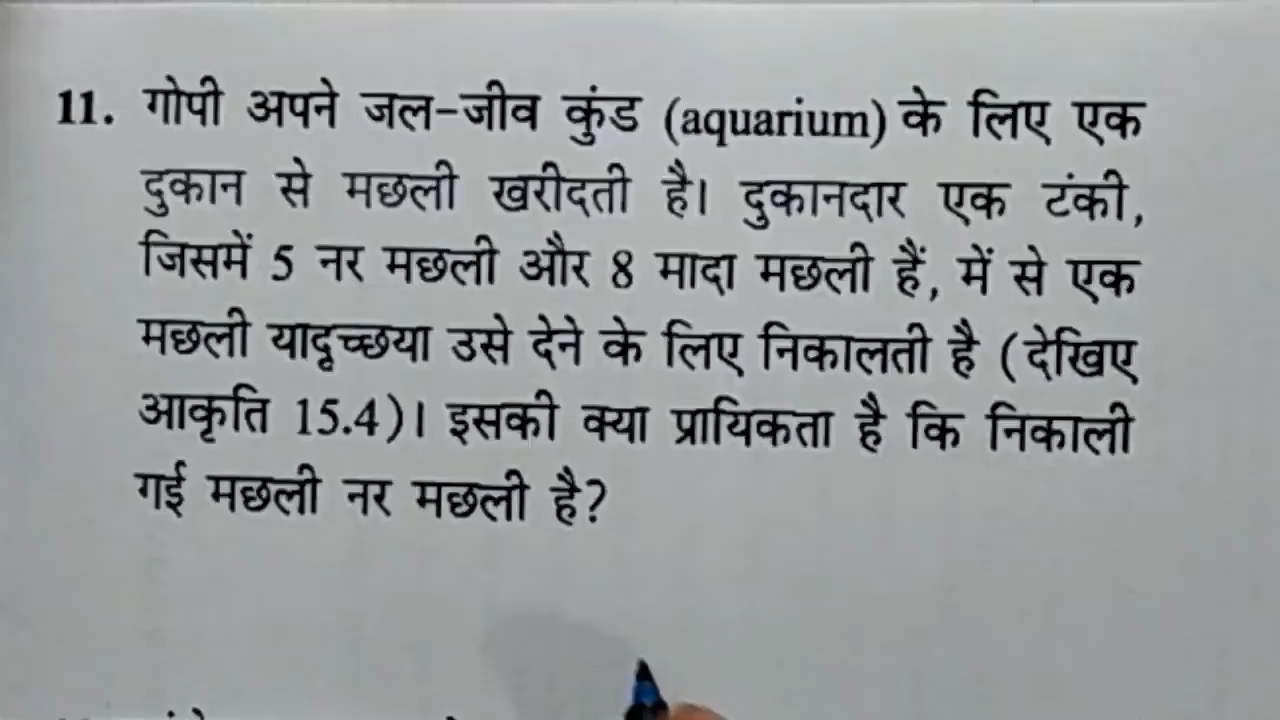 11. गोपी अपने जल-जीव कुंड (aquarium) के लिए एक
दुकान से मछली खरीदती है। दुकानदार एक टंकी,
जिसमें 5 नर मछली और 8 मादा मछली हैं, में से एक
मछली यादृच्छया उसे देने के लिए निकालती है (देखिए
आकृति 15.4)। इसकी क्या प्रायिकता है कि निकाली
गई मछली नर मछली है?